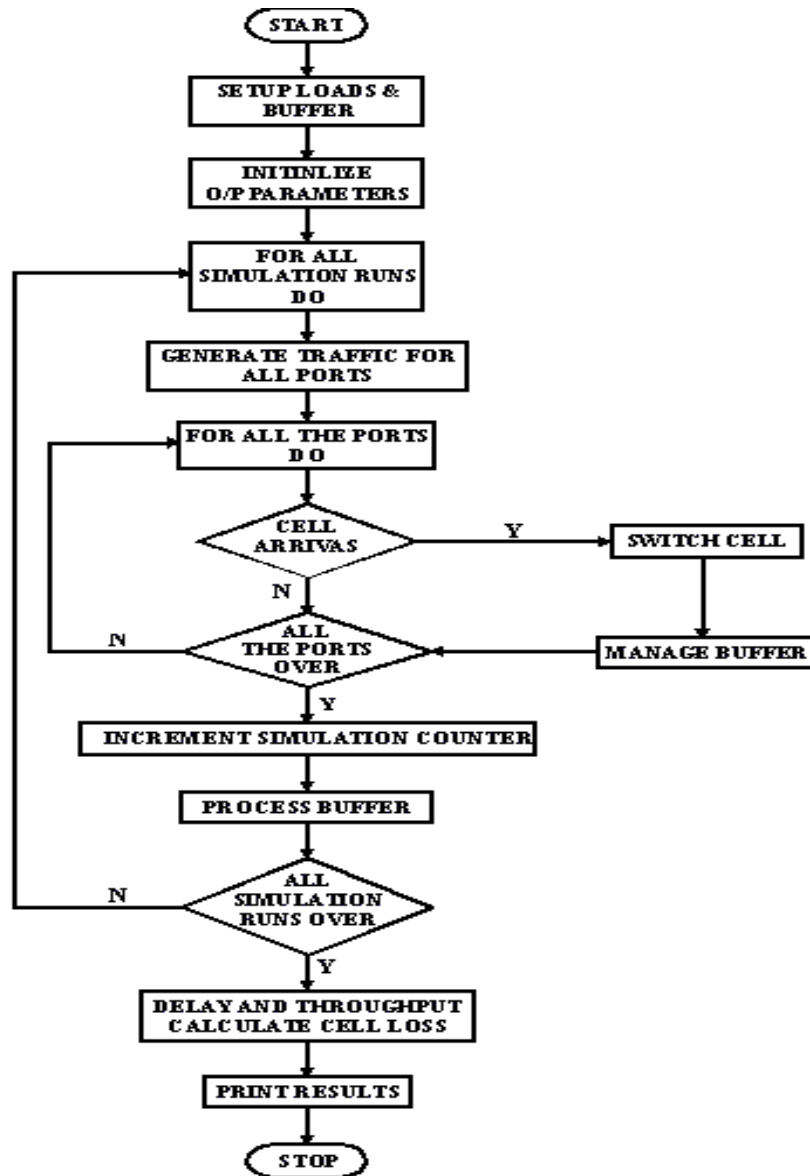 START
SETUP LOADS &
BUFFER
INITINLIZE
O/P PARAMETERS
FOR ALL
SIMULATION RUNS
DO
GENERATE TRAFFIC FOR
ALL PORTS
FOR ALL THE PORTS
DO
CELL
ARRIVAS
Y
SWITCH CELL
N
ALL
THE PORTS
OVER
N
MANAGE BUFFER
Y
INCREMENT SIMULATION COUNTER
PROCESS BUFFER
ALL
SIMULATION
RUNS OVER
N
Y
DELAY AND THROUGHPUT
CALCULATE CELL LOSS
PRINT RESULTS
STOP